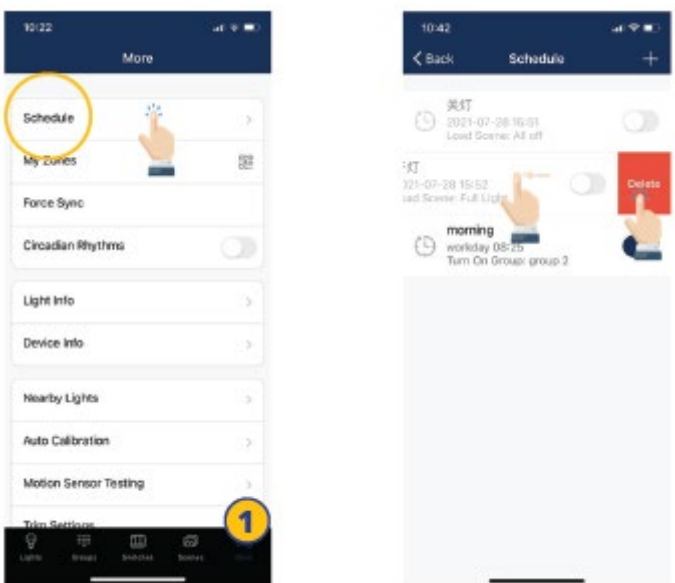 10:22
More
Schedule
My Zones
Force Sync
Circadian Rhythms
Light Info
Device Info
Nearby Lights
Auto Calibration
Motion Sensor Testing
Trim Settings
1
Lights
Groups
Switches
Scenes
10:42
Back
Schedule
关灯
2021-07-28 16:51
Load Scene: All off
灯
021-07-28 15:52
ad Scene: Full Light
Delete
morning
workday 08:25
Turn On Group: group 2